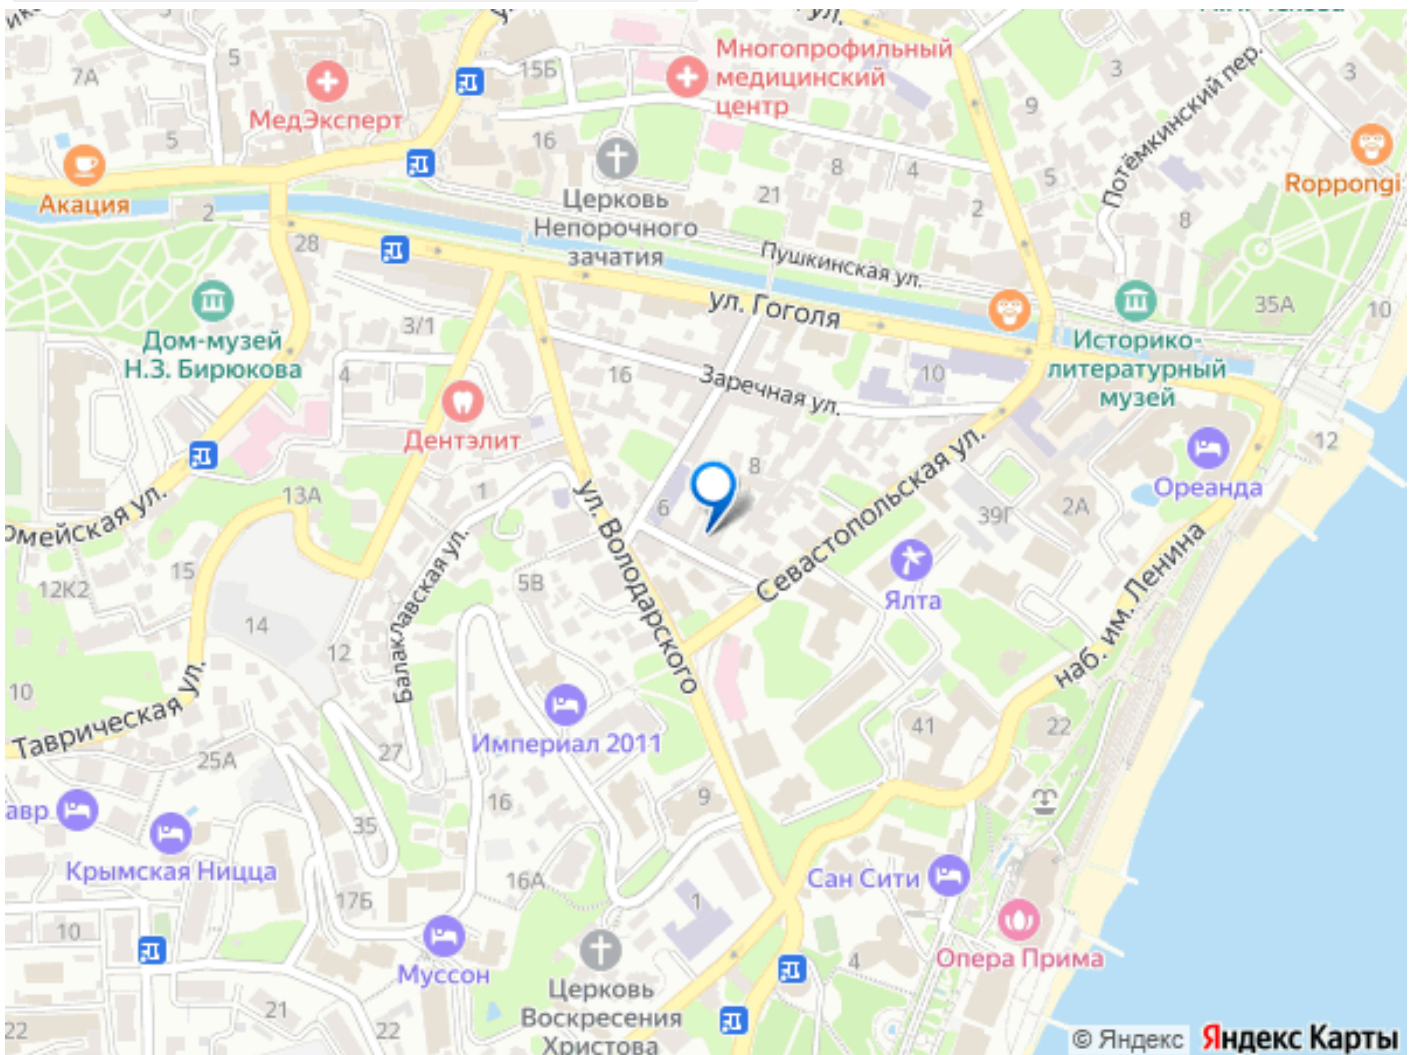 5
7А
МедЭксперт
5
Акация
2
15Б
16
Многопрофильный
медицинский
центр
Церковь
Непорочного
зачатия
21
8
4
2
9
5
3
Потёмкинский пер.
3
8
Roppongi
35А
10
Пушкинская ул.
ул. Гоголя
Заречная ул.
28
3/1
4
Дом-музей
Н.З. Бирюкова
Дентэлит
16
10
Историко-
литературный
музей
12
Ореанда
2А
39Г
Севастопольская ул.
8
6
ул. Володарского
1
13А
15
12К2
14
12
10
Балаклавская ул.
5В
Ялта
наб. им. Ленина
Таврическая ул.
25А
27
Империал 2011
41
22
16
9
35
Крымская Ницца
17Б
16А
Сан Сити
1
10
Муссон
Опера Прима
4
Церковь
Воскресения
Христова
21
22
22
© Яндекс Яндекс Карты